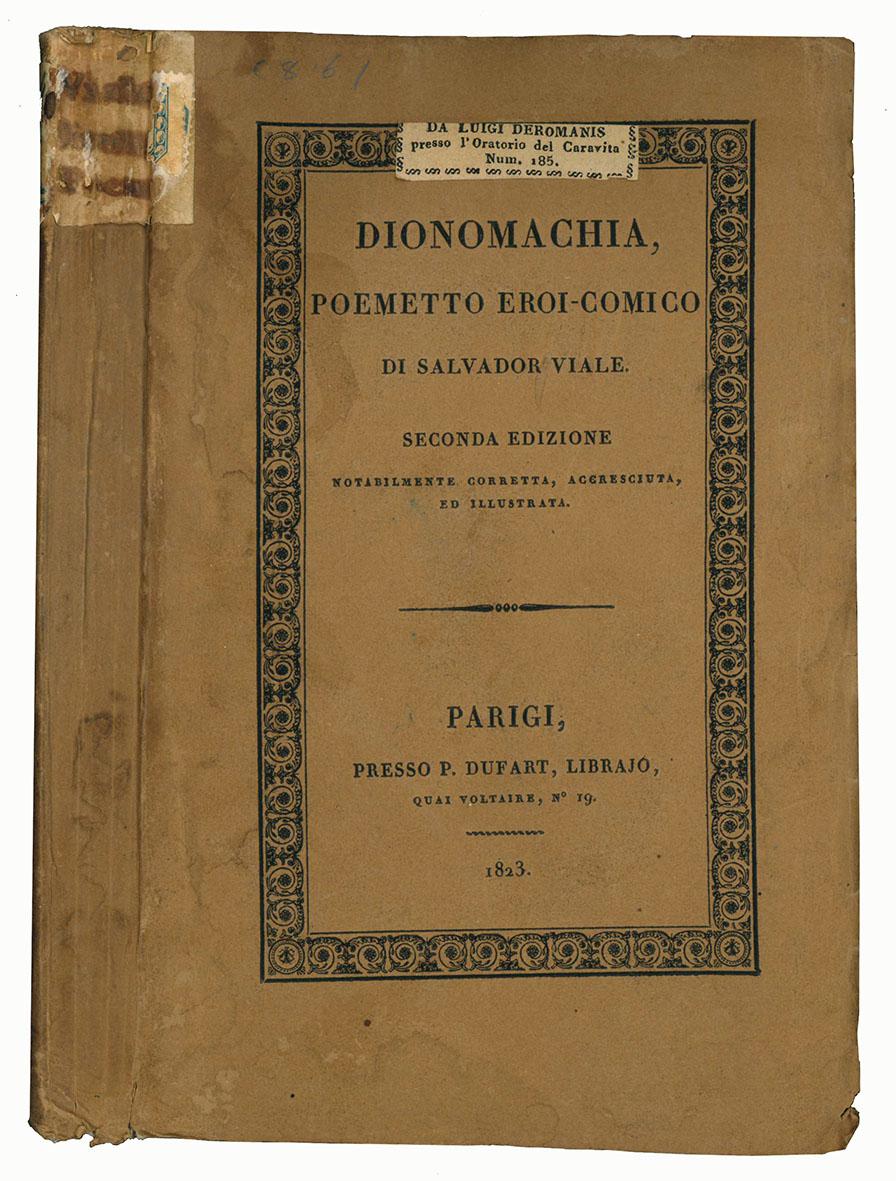 DA LUIGI DEROMANIS
presso l'Oratorio del Caravita
Num. 185.
DIONOMACHIA,
POEMETTO EROI-COMICO
DI SALVADOR VIALE.
SECONDA EDIZIONE
NOTABILMENTE CORRETTA, ACCRESCIUTA,
ED ILLUSTRATA.
PARIGI,
PRESSO P. DUFART, LIBRAJO,
QUAI VOLTAIRE, Nº 19.
1823.